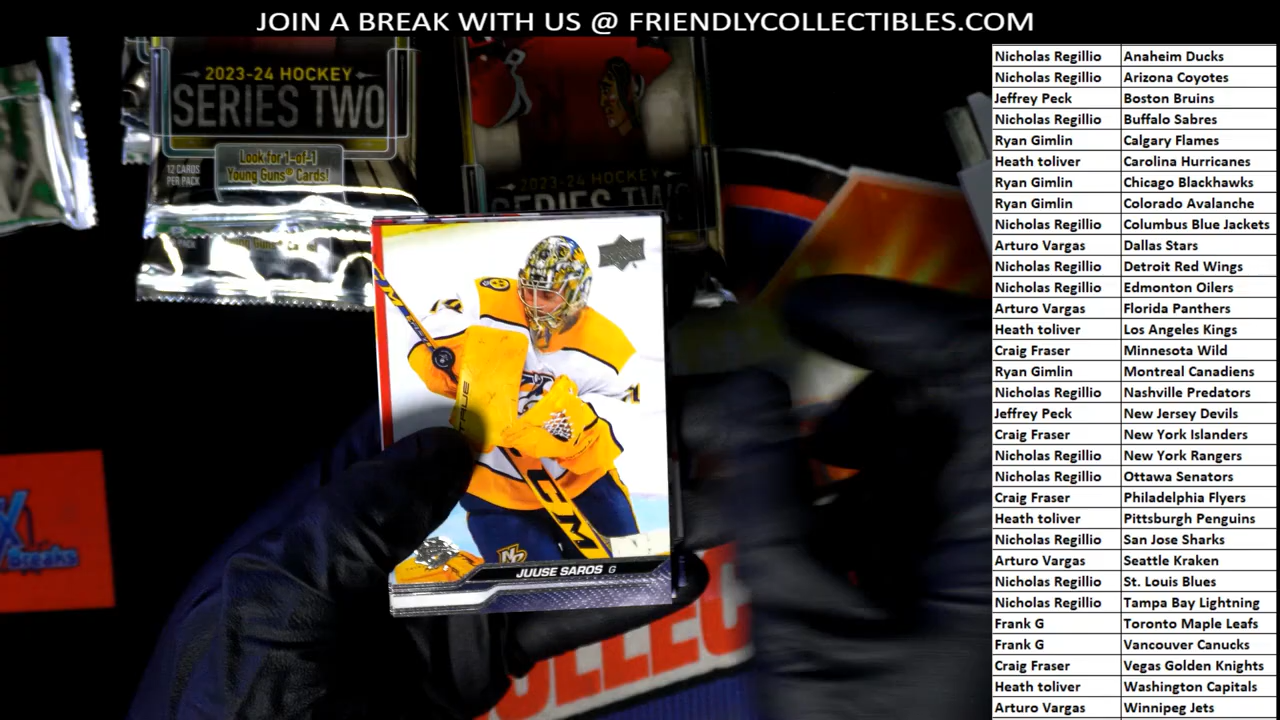 JOIN A BREAK WITH US @ FRIENDLYCOLLECTIBLES.COM
2023-24 HOCKEY
SERIES TWO
Look for 1-of-1
Young Guns® Cards!
12 CARDS
PER PACK
2023-24 HOCKEY
SERIES TWO
TRUE
CCM
JUUSE SAROS G
Breaks
Nicholas Regillio Anaheim Ducks
Nicholas Regillio Arizona Coyotes
Jeffrey Peck Boston Bruins
Nicholas Regillio Buffalo Sabres
Ryan Gimlin Calgary Flames
Heath toliver Carolina Hurricanes
Ryan Gimlin Chicago Blackhawks
Ryan Gimlin Colorado Avalanche
Nicholas Regillio Columbus Blue Jackets
Arturo Vargas Dallas Stars
Nicholas Regillio Detroit Red Wings
Nicholas Regillio Edmonton Oilers
Arturo Vargas Florida Panthers
Heath toliver Los Angeles Kings
Craig Fraser Minnesota Wild
Ryan Gimlin Montreal Canadiens
Nicholas Regillio Nashville Predators
Jeffrey Peck New Jersey Devils
Craig Fraser New York Islanders
Nicholas Regillio New York Rangers
Nicholas Regillio Ottawa Senators
Craig Fraser Philadelphia Flyers
Heath toliver Pittsburgh Penguins
Nicholas Regillio San Jose Sharks
Arturo Vargas Seattle Kraken
Nicholas Regillio St. Louis Blues
Nicholas Regillio Tampa Bay Lightning
Frank G Toronto Maple Leafs
Frank G Vancouver Canucks
Craig Fraser Vegas Golden Knights
Heath toliver Washington Capitals
Arturo Vargas Winnipeg Jets